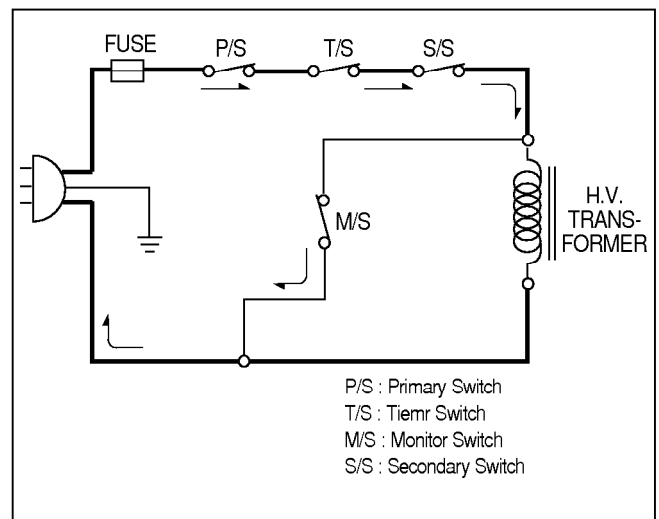 FUSE P/S T/S S/S
M/S
H.V.
TRANS-
FORMER
P/S : Primary Switch
T/S : Tiemr Switch
M/S : Monitor Switch
S/S : Secondary Switch